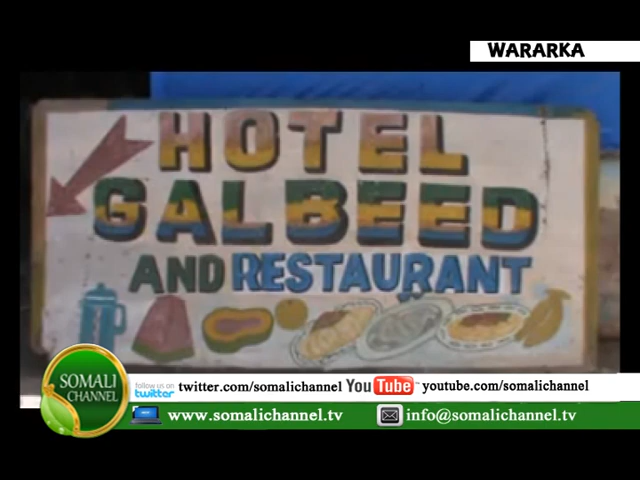 WARARKA
HOTEL
GALBEED
AND RESTAURANT
SOMALI
CHANNEL
follow us on
twitter
twitter.com/somalichannel
YouTube
youtube.com/somalichannel
www.somalichannel.tv
info@somalichannel.tv